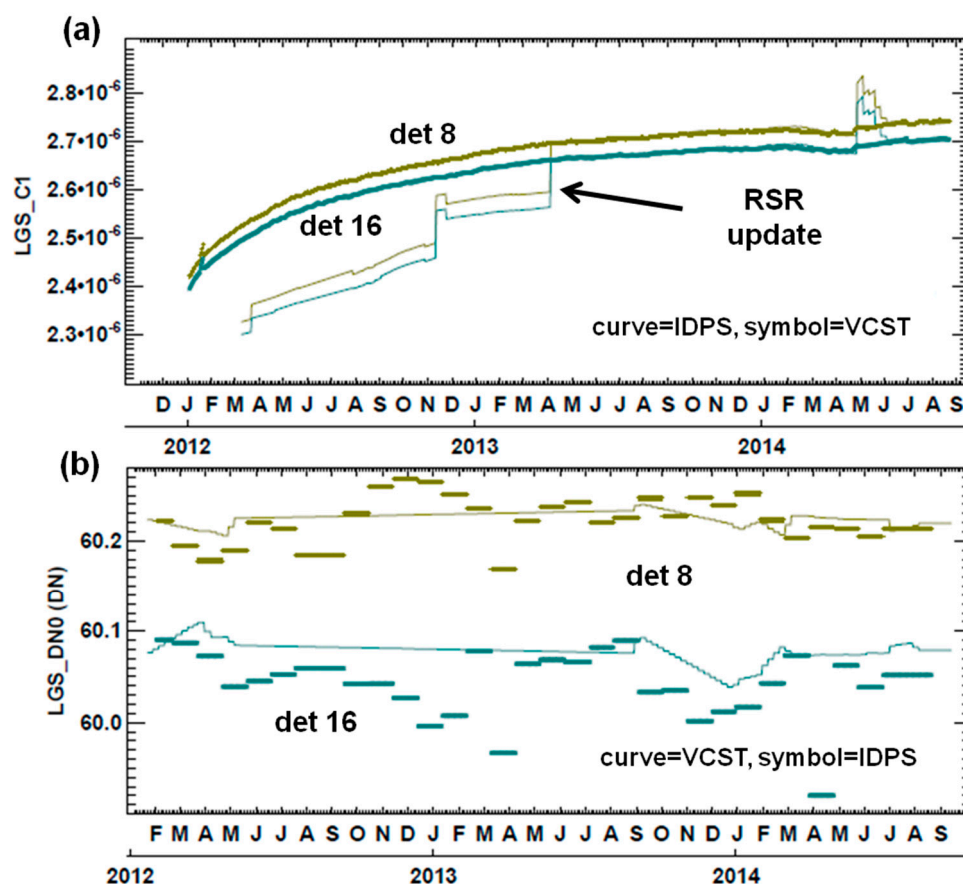 (a)
2.8•10⁻⁶
2.7•10⁻⁶
2.6•10⁻⁶
2.5•10⁻⁶
2.4•10⁻⁶
2.3•10⁻⁶
LGS_C1
det 8
det 16
RSR
update
curve=IDPS, symbol=VCST
D J F M A M J J A S O N D J F M A M J J A S O N D J F M A M J J A S
2012 2013 2014
(b)
60.2
60.1
60.0
LGS_DN0 (DN)
det 8
det 16
curve=VCST, symbol=IDPS
F M A M J J A S O N D J F M A M J J A S O N D J F M A M J J A S
2012 2013 2014